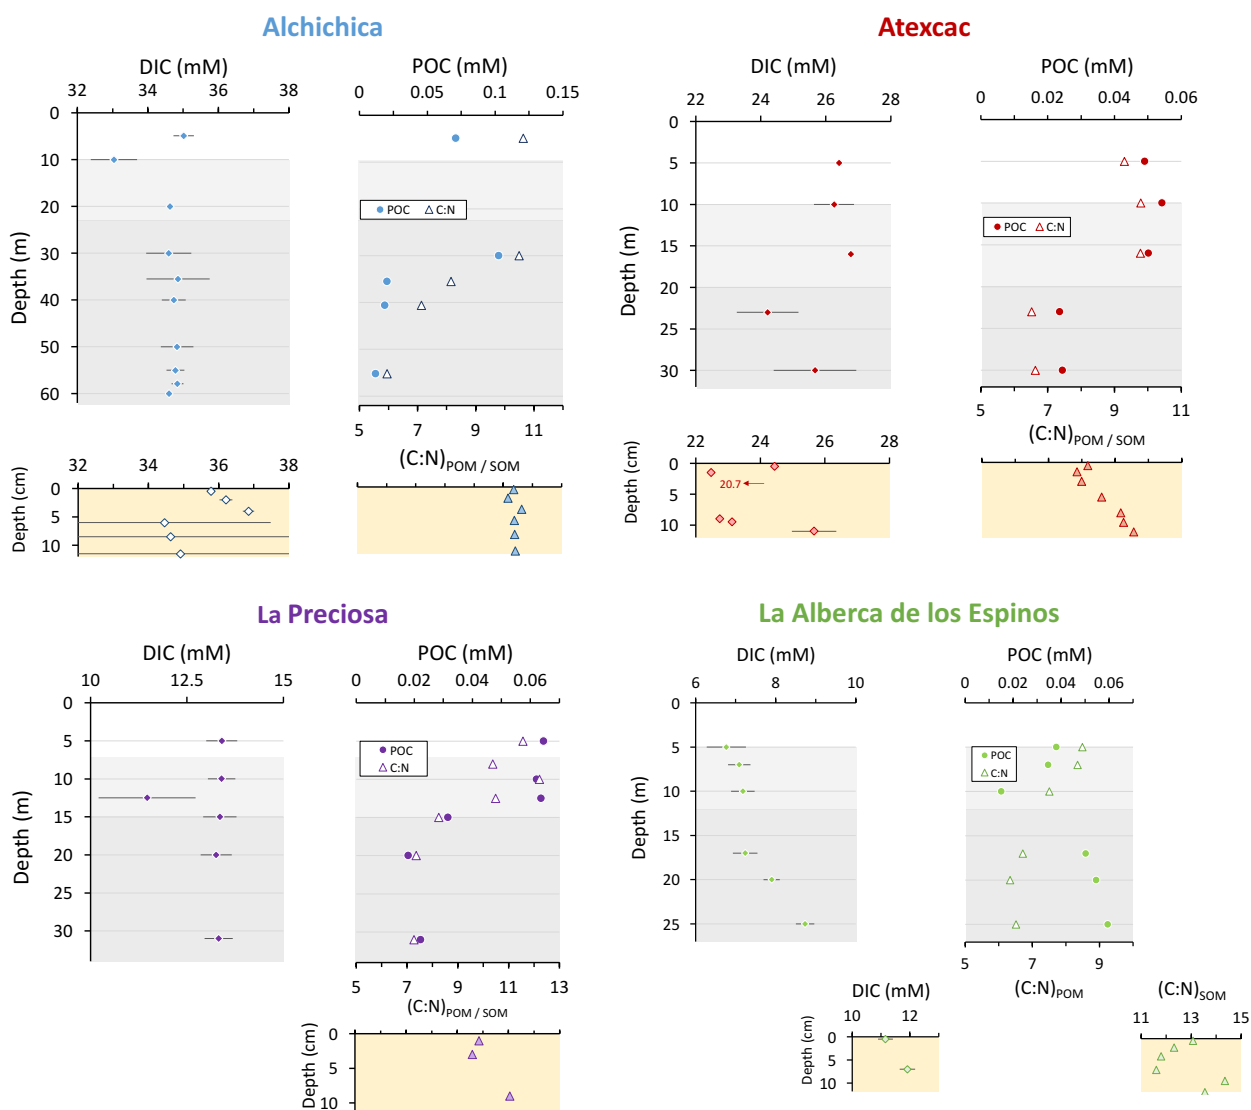 Alchichica
DIC (mM)
32 34 36 38
Depth (m)
0
10
20
30
40
50
60
POC (mM)
0 0.05 0.1 0.15
POC C:N
5 7 9 11
(C:N)POM / SOM
32 34 36 38
Depth (cm)
0
5
10
Atexcac
DIC (mM)
22 24 26 28
Depth (m)
0
5
10
15
20
25
30
POC (mM)
0 0.02 0.04 0.06
POC C:N
5 7 9 11
(C:N)POM / SOM
22 24 26 28
Depth (cm)
0
5
10
20.7
La Preciosa
DIC (mM)
10 12.5 15
Depth (m)
0
5
10
15
20
25
30
POC (mM)
0 0.02 0.04 0.06
POC
C:N
5 7 9 11 13
(C:N)POM / SOM
Depth (cm)
0
5
10
La Alberca de los Espinos
DIC (mM)
6 8 10
Depth (m)
0
5
10
15
20
25
POC (mM)
0 0.02 0.04 0.06
POC
C:N
5 7 9
(C:N)POM
DIC (mM)
10 12
Depth (cm)
0
5
10
(C:N)SOM
11 13 15